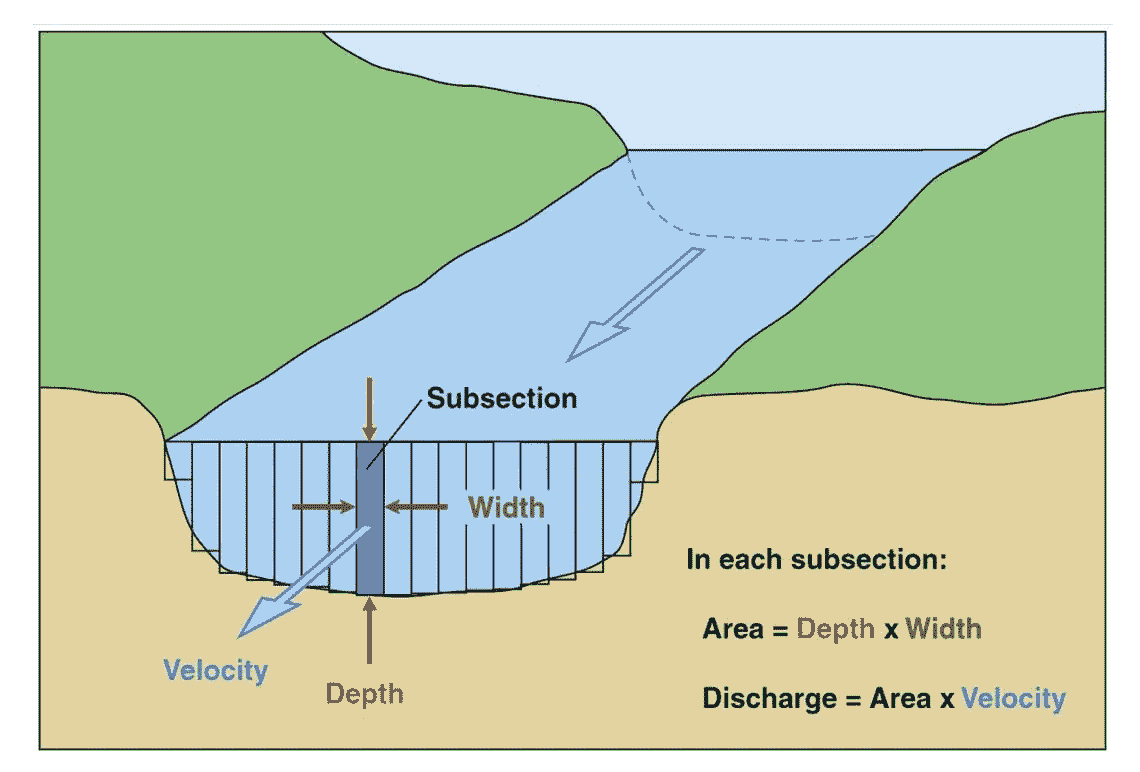 Subsection
Width
In each subsection:
Area = Depth x Width
Velocity
Depth
Discharge = Area x Velocity